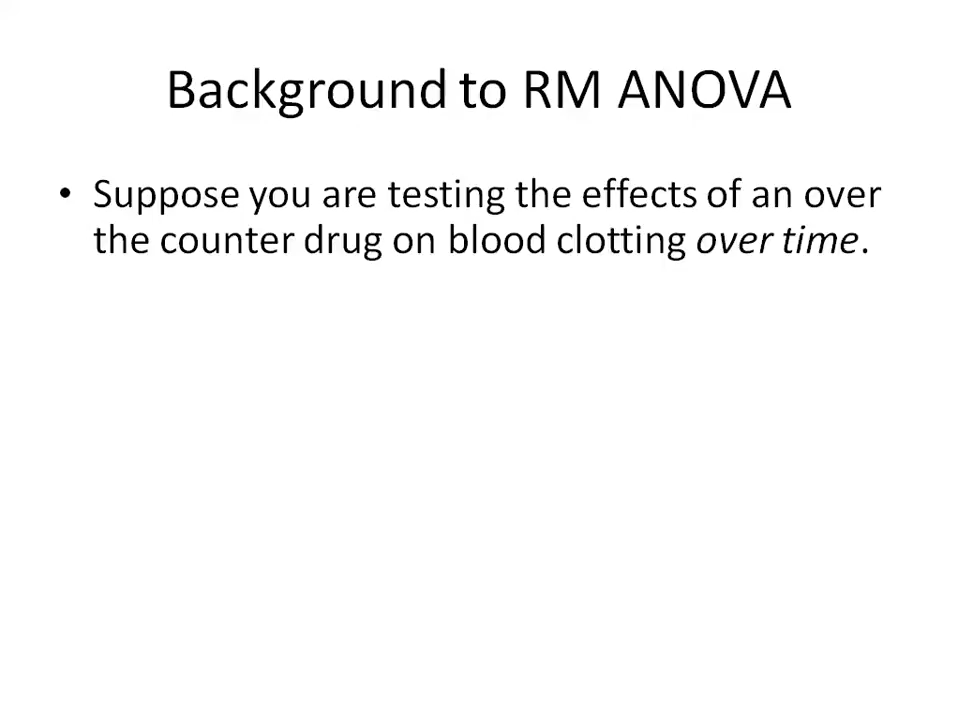 Background to RM ANOVA
• Suppose you are testing the effects of an over
the counter drug on blood clotting over time.